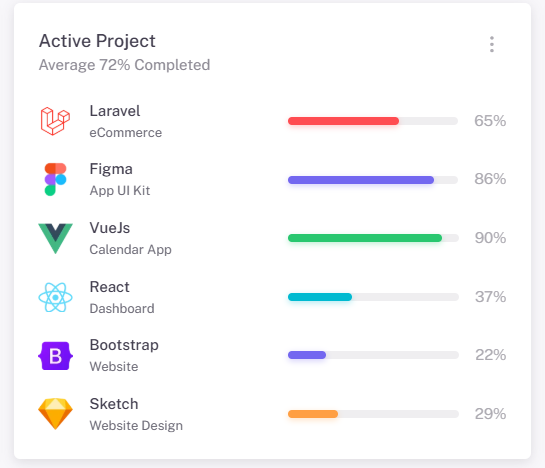 Active Project
Average 72% Completed
Laravel
eCommerce
65%
Figma
App UI Kit
86%
VueJs
Calendar App
90%
React
Dashboard
37%
B
Bootstrap
Website
22%
Sketch
Website Design
29%